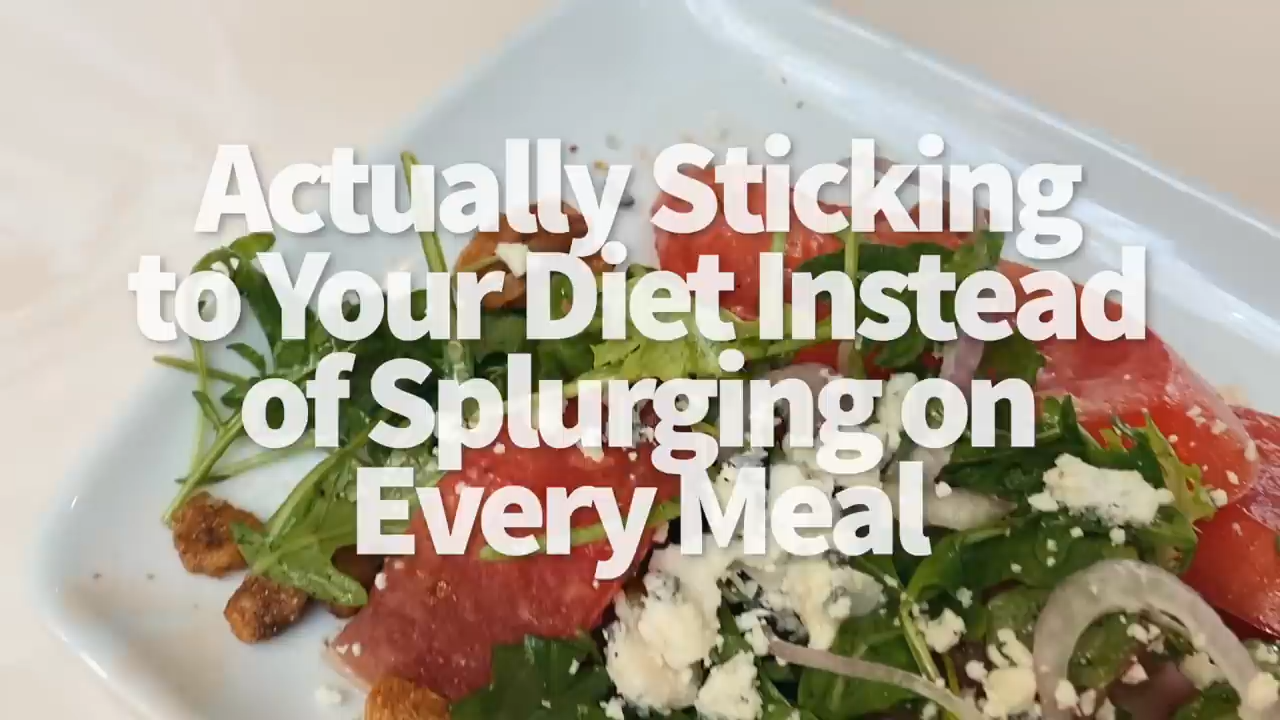 Actually Sticking
to Your Diet Instead
of Splurging on
Every Meal